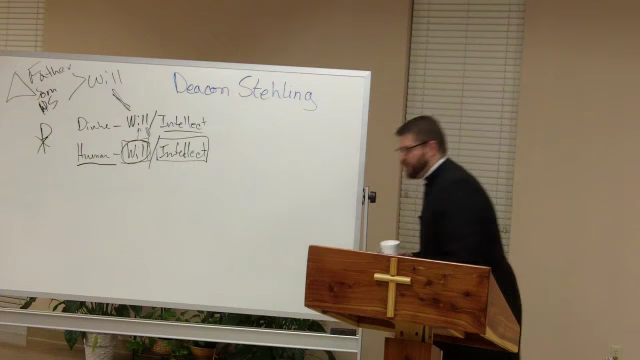 Father > Will
Son
HS
Deacon Stehling
Divine - Will / Intellect
Human - Will / Intellect